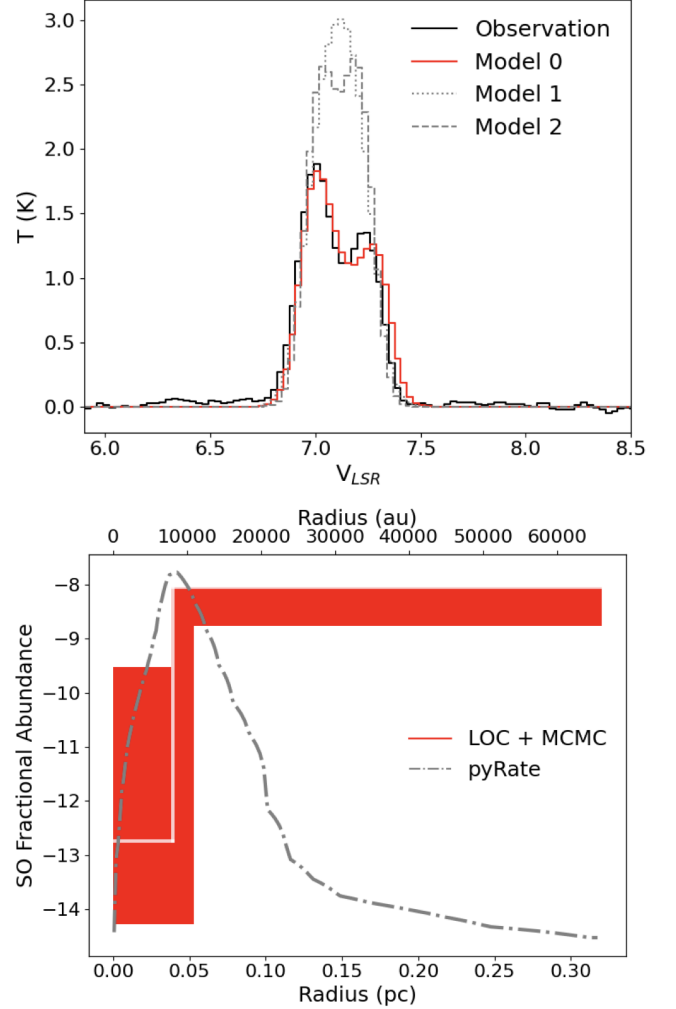 3.0
2.5
2.0
1.5
1.0
0.5
0.0
T (K)
Observation
Model 0
Model 1
Model 2
6.0 6.5 7.0 7.5 8.0 8.5
V_LSR
Radius (au)
0 10000 20000 30000 40000 50000 60000
−8
−9
−10
−11
−12
−13
−14
SO Fractional Abundance
LOC + MCMC
pyRate
0.00 0.05 0.10 0.15 0.20 0.25 0.30
Radius (pc)